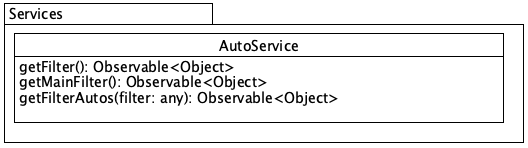 Services
AutoService
getFilter(): Observable<Object>
getMainFilter(): Observable<Object>
getFilterAutos(filter: any): Observable<Object>